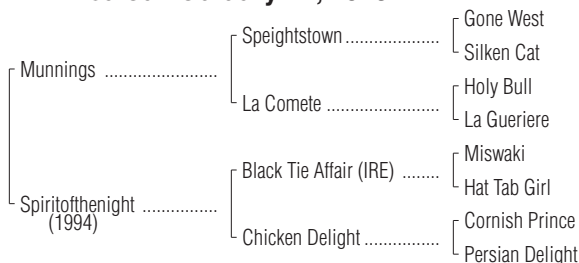 Gone West
Speightstown
Silken Cat
Munnings
Holy Bull
La Comete
La Gueriere
Miswaki
Black Tie Affair (IRE)
Hat Tab Girl
Spiritofthenight
(1994)
Cornish Prince
Chicken Delight
Persian Delight